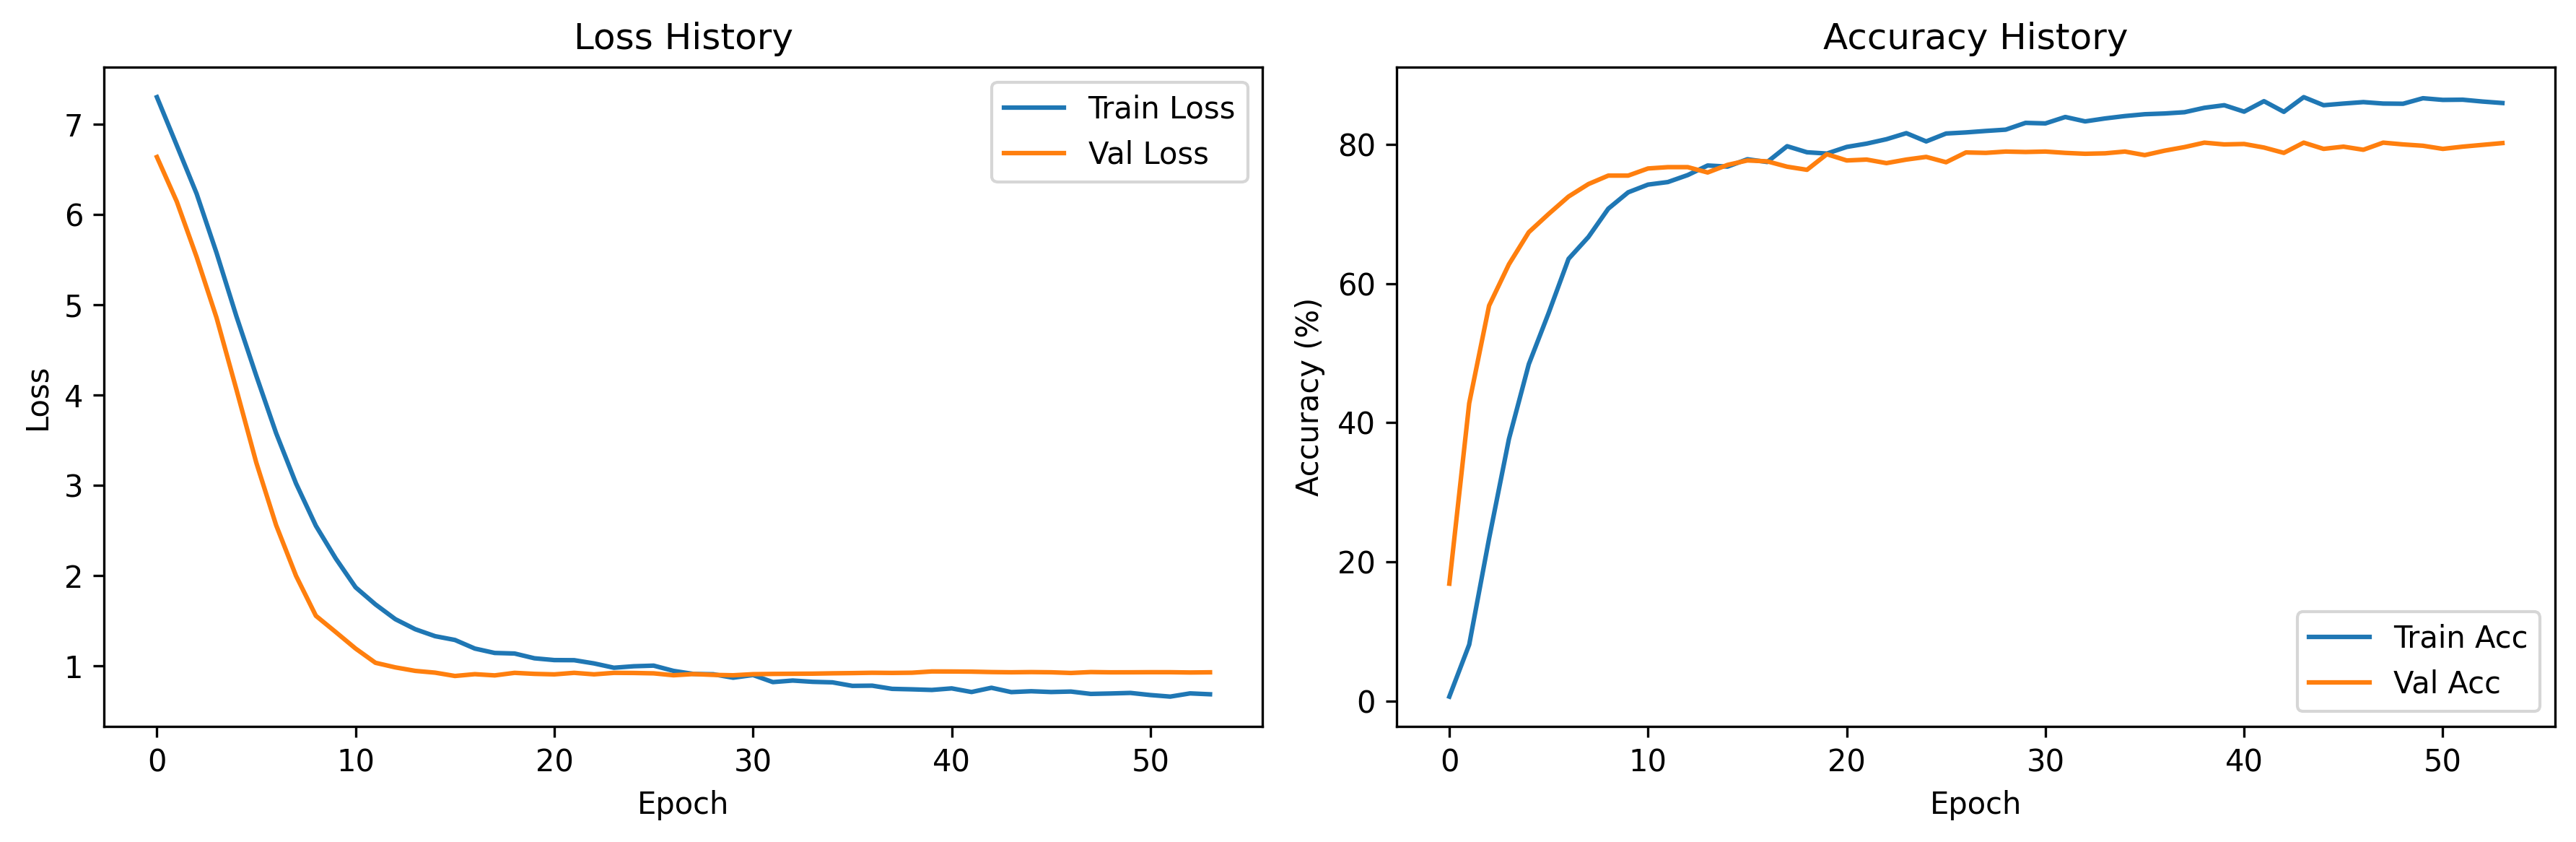 Loss History
7
6
5
4
3
2
1
Loss
0 10 20 30 40 50
Epoch
Train Loss
Val Loss
Accuracy History
80
60
40
20
0
Accuracy (%)
0 10 20 30 40 50
Epoch
Train Acc
Val Acc